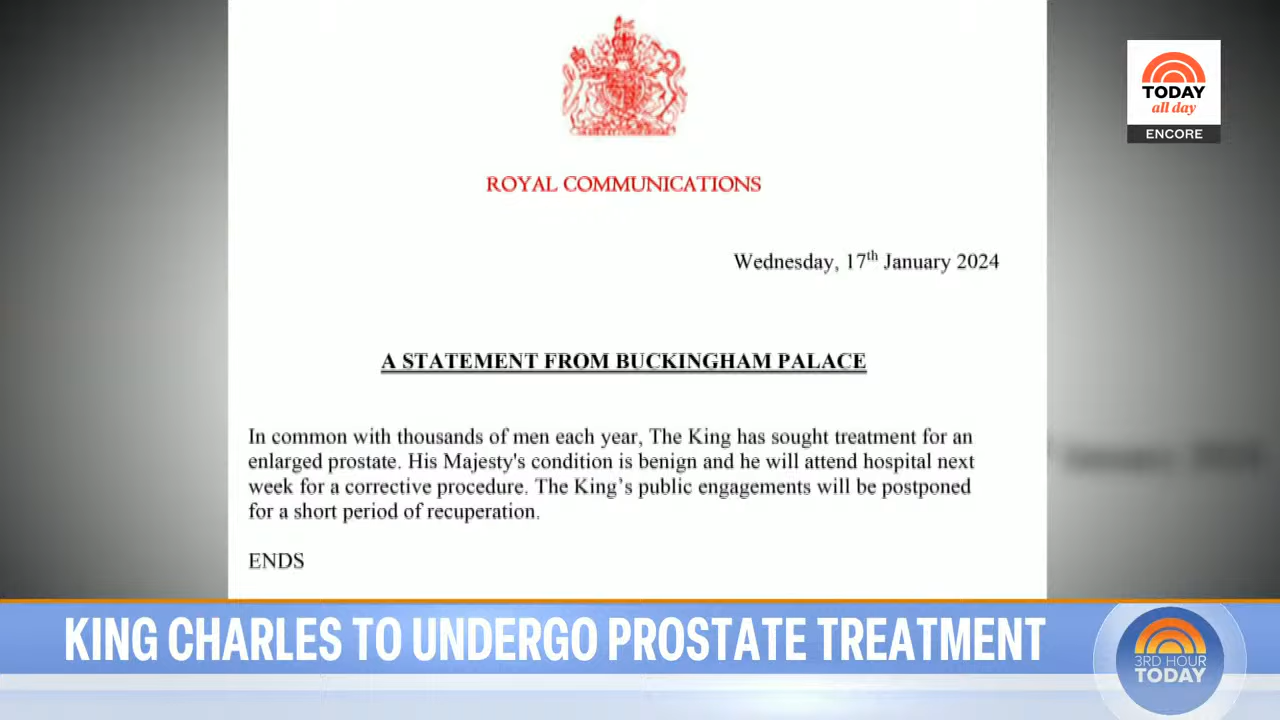 TODAY
all day
ENCORE
ROYAL COMMUNICATIONS
Wednesday, 17th January 2024
A STATEMENT FROM BUCKINGHAM PALACE
In common with thousands of men each year, The King has sought treatment for an
enlarged prostate. His Majesty's condition is benign and he will attend hospital next
week for a corrective procedure. The King’s public engagements will be postponed
for a short period of recuperation.
ENDS
KING CHARLES TO UNDERGO PROSTATE TREATMENT
3RD HOUR
TODAY